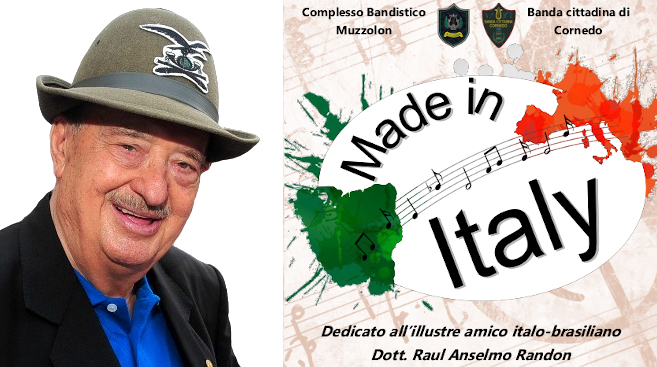 Complesso Bandistico
Muzzolon
Banda cittadina di
Cornedo
Made in
Italy
Dedicato all'illustre amico italo-brasiliano
Dott. Raul Anselmo Randon